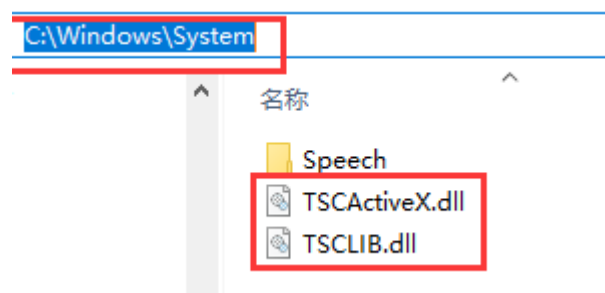 C:\Windows\System
名称
Speech
TSCActiveX.dll
TSCLIB.dll